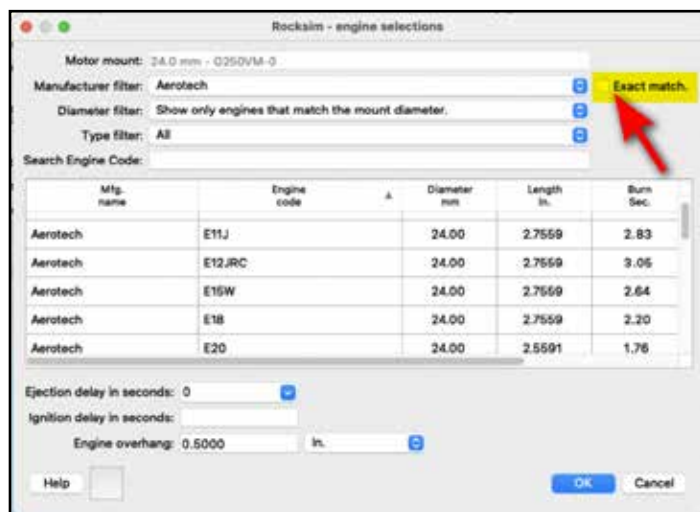 Rocksim - engine selections
Motor mount: 24.0 mm - G250VM-0
Manufacturer filter: Aerotech Exact match.
Diameter filter: Show only engines that match the mount diameter.
Type filter: All
Search Engine Code:
Mfg. name Engine code Diameter mm Length In. Burn Sec.
Aerotech E11J 24.00 2.7559 2.83
Aerotech E12JRC 24.00 2.7559 3.05
Aerotech E15W 24.00 2.7559 2.64
Aerotech E18 24.00 2.7559 2.20
Aerotech E20 24.00 2.5591 1.76
Ejection delay in seconds: 0
Ignition delay in seconds:
Engine overhang: 0.5000 In.
Help OK Cancel